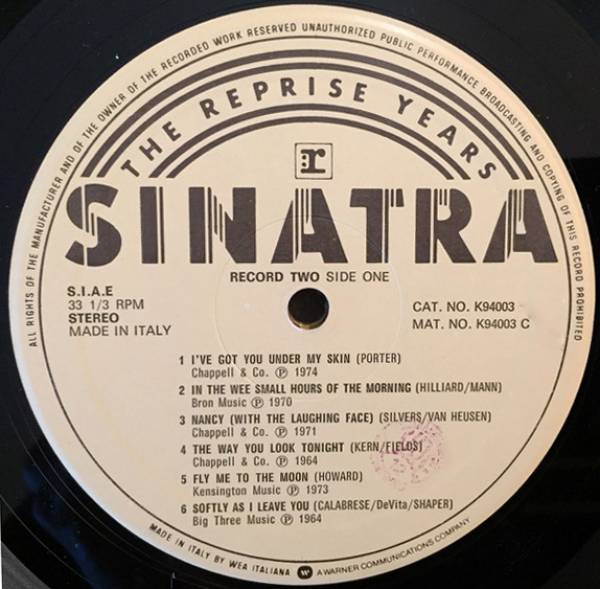 ALL RIGHTS OF THE MANUFACTURER AND OF THE OWNER OF THE RECORDED WORK RESERVED UNAUTHORIZED PUBLIC PERFORMANCE BROADCASTING AND COPYING OF THIS RECORD PROHIBITED
THE REPRISE YEARS
r
SINATRA
RECORD TWO SIDE ONE
S.I.A.E
33 1/3 RPM
STEREO
MADE IN ITALY
CAT. NO. K94003
MAT. NO. K94003 C
1 I'VE GOT YOU UNDER MY SKIN (PORTER)
Chappell & Co. Ⓟ 1974
2 IN THE WEE SMALL HOURS OF THE MORNING (HILLIARD/MANN)
Bron Music Ⓟ 1970
3 NANCY (WITH THE LAUGHING FACE) (SILVERS/VAN HEUSEN)
Chappell & Co. Ⓟ 1971
4 THE WAY YOU LOOK TONIGHT (KERN/FIELDS)
Chappell & Co. Ⓟ 1964
5 FLY ME TO THE MOON (HOWARD)
Kensington Music Ⓟ 1973
6 SOFTLY AS I LEAVE YOU (CALABRESE/DeVita/SHAPER)
Big Three Music Ⓟ 1964
MADE IN ITALY BY WEA ITALIANA W A WARNER COMMUNICATIONS COMPANY